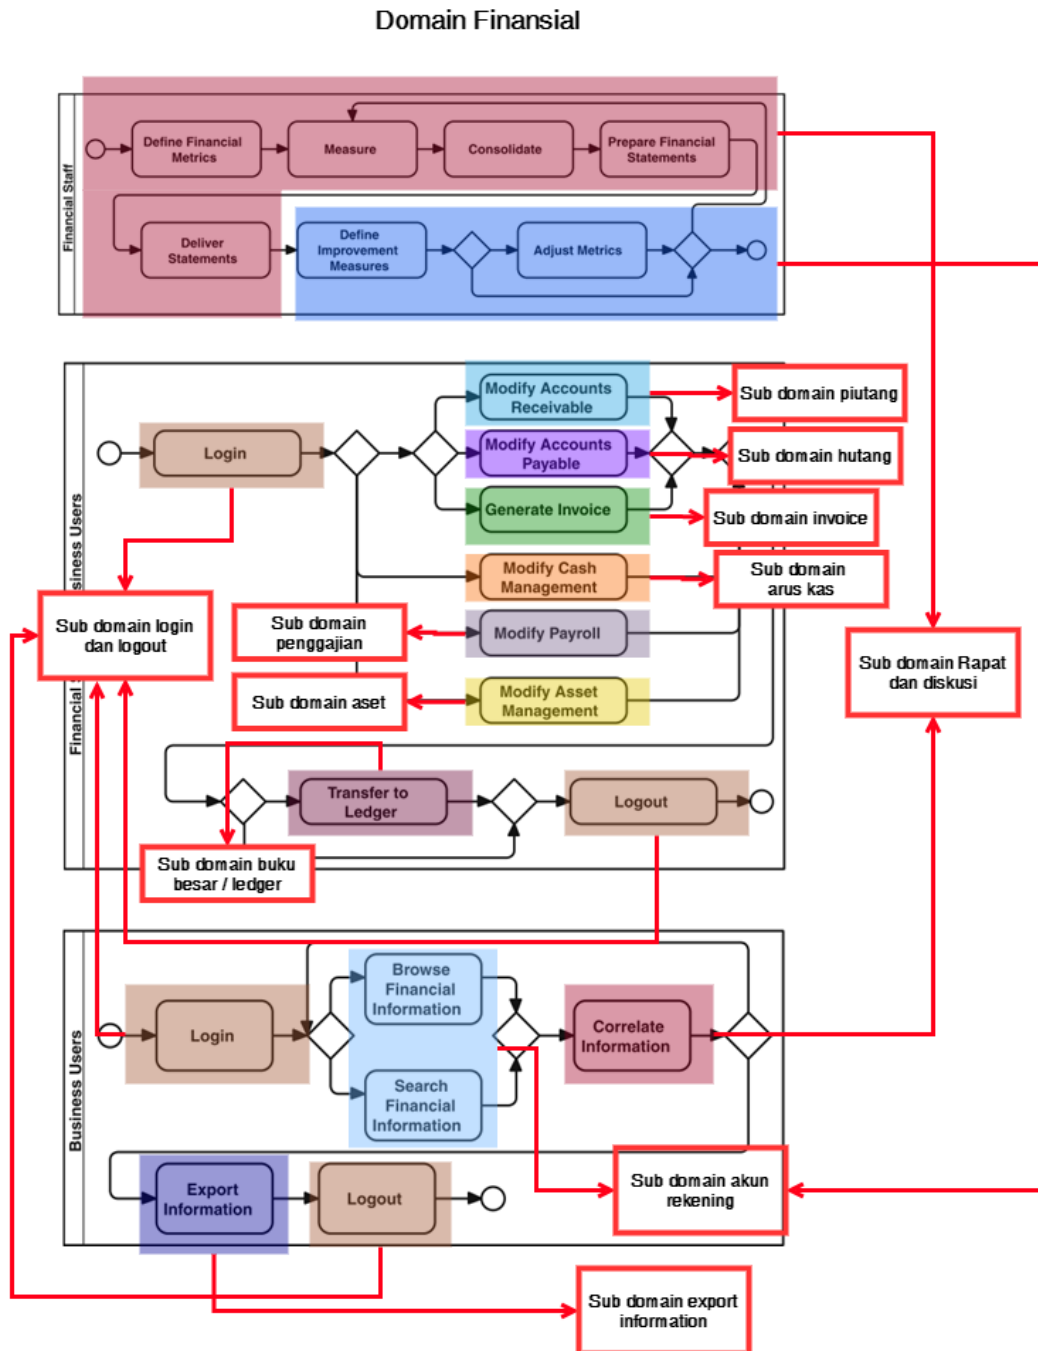 Domain Finansial
Financial Staff
Define Financial
Metrics
Measure
Consolidate
Prepare Financial
Statements
Deliver
Statements
Define
Improvement
Measures
Adjust Metrics
Modify Accounts
Receivable
Sub domain piutang
Login
Modify Accounts
Payable
Sub domain hutang
Generate Invoice
Sub domain invoice
Modify Cash
Management
Sub domain
arus kas
Sub domain login
dan logout
Sub domain
penggajian
Modify Payroll
Sub domain Rapat
dan diskusi
Sub domain aset
Modify Asset
Management
Financial
siness Users
Transfer to
Ledger
Logout
Sub domain buku
besar / ledger
Business Users
Login
Browse
Financial
Information
Search
Financial
Information
Correlate
Information
Export
Information
Logout
Sub domain akun
rekening
Sub domain export
information